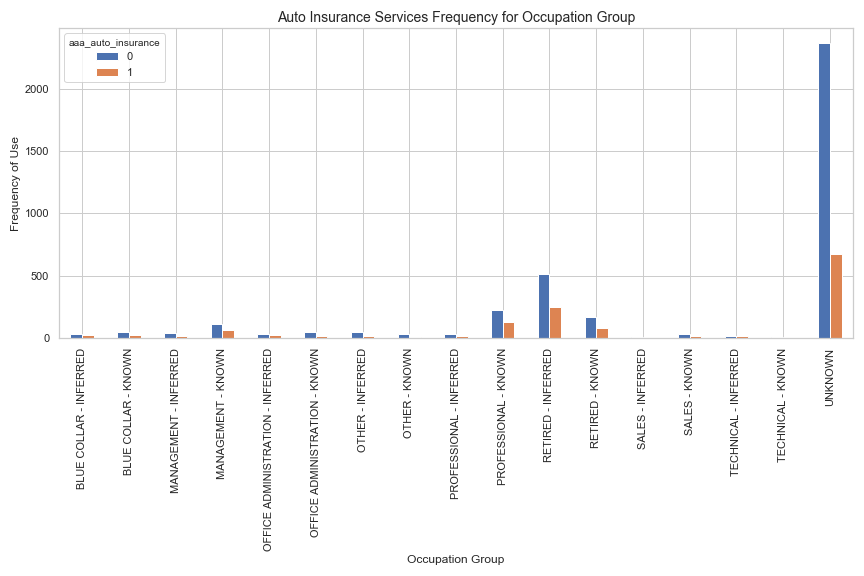 Auto Insurance Services Frequency for Occupation Group
aaa_auto_insurance
0
1
Frequency of Use
2000
1500
1000
500
0
BLUE COLLAR - INFERRED
BLUE COLLAR - KNOWN
MANAGEMENT - INFERRED
MANAGEMENT - KNOWN
OFFICE ADMINISTRATION - INFERRED
OFFICE ADMINISTRATION - KNOWN
OTHER - INFERRED
OTHER - KNOWN
PROFESSIONAL - INFERRED
PROFESSIONAL - KNOWN
RETIRED - INFERRED
RETIRED - KNOWN
SALES - INFERRED
SALES - KNOWN
TECHNICAL - INFERRED
TECHNICAL - KNOWN
UNKNOWN
Occupation Group